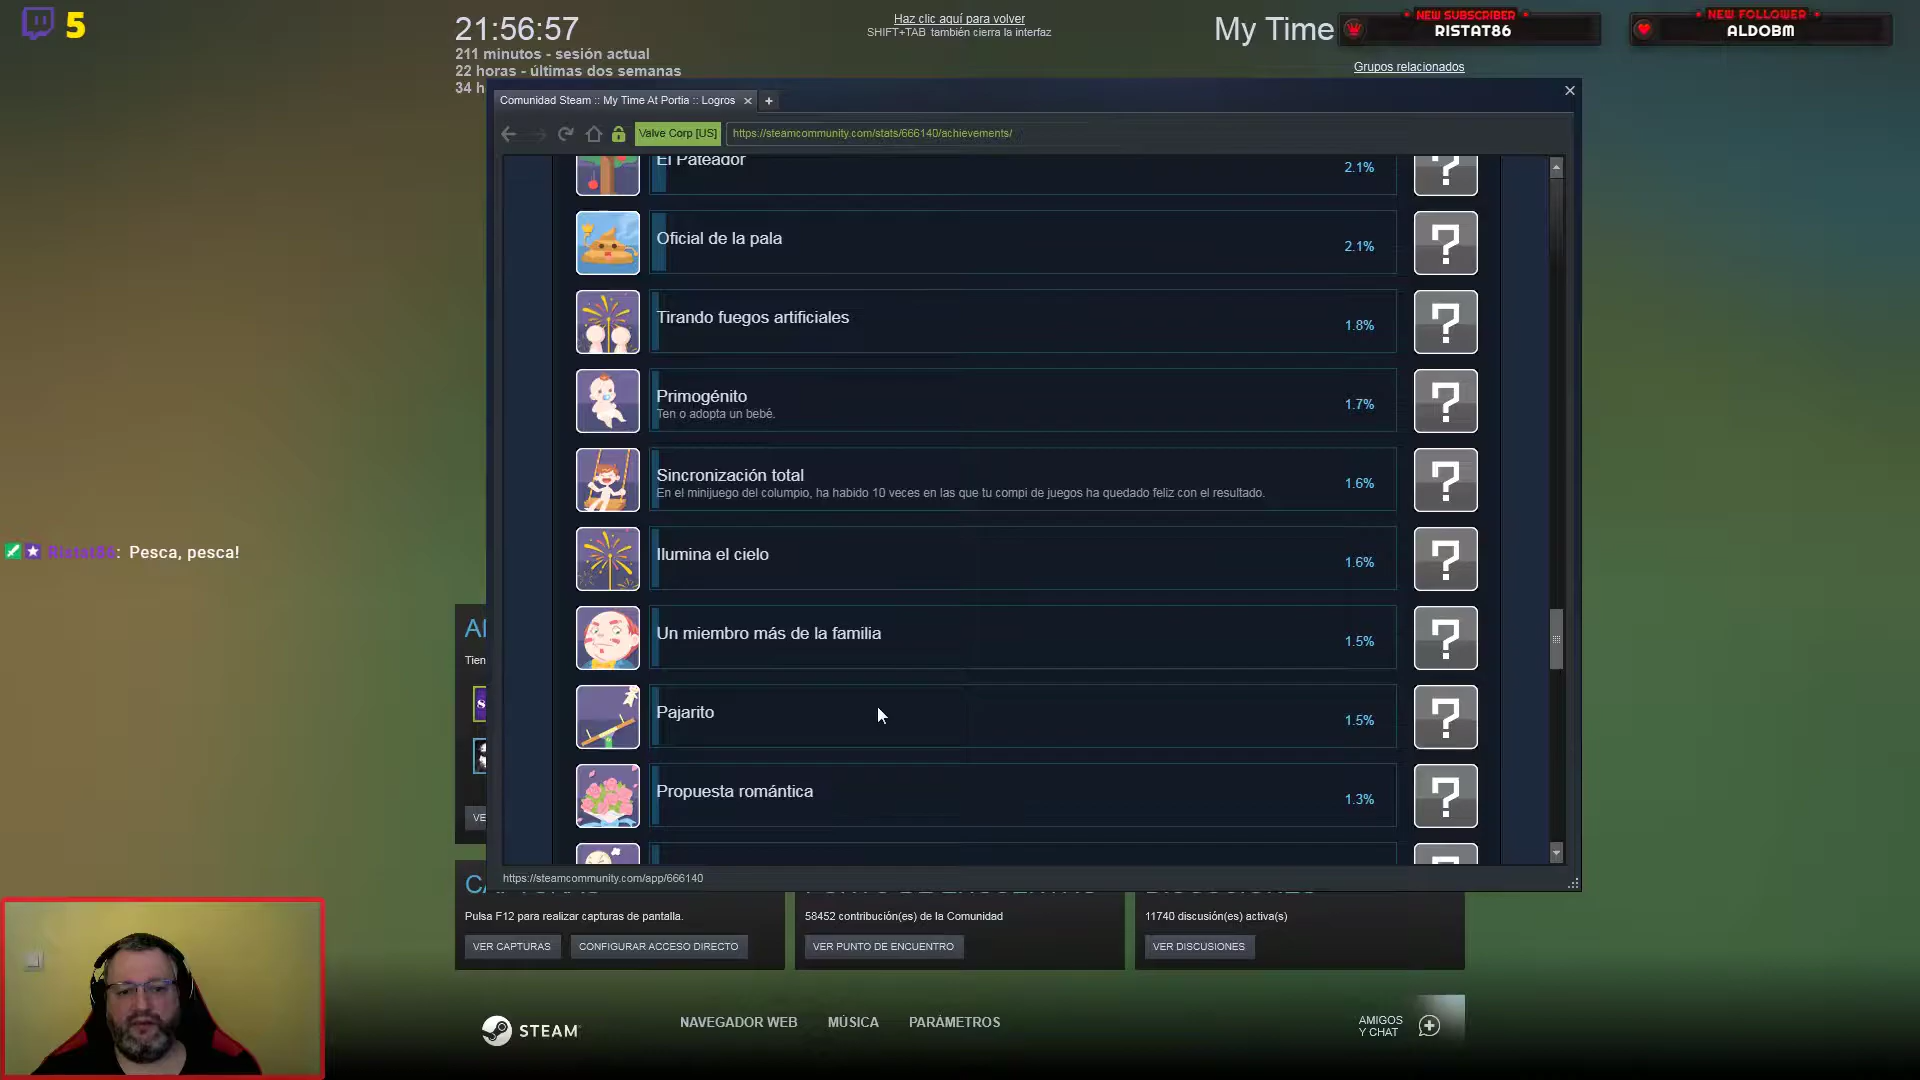 5
21:56:57
211 minutos - sesión actual
22 horas - últimas dos semanas
34 h
Haz clic aquí para volver
SHIFT+TAB también cierra la interfaz
My Time
NEW SUBSCRIBER
RISTAT86
NEW FOLLOWER
ALDOBM
Grupos relacionados
Comunidad Steam :: My Time At Portia :: Logros
Valve Corp [US]
https://steamcommunity.com/stats/666140/achievements/
El Pateador
2.1%
Oficial de la pala
2.1%
Tirando fuegos artificiales
1.8%
Primogénito
Ten o adopta un bebé.
1.7%
Sincronización total
En el minijuego del columpio, ha habido 10 veces en las que tu compi de juegos ha quedado feliz con el resultado.
1.6%
Ilumina el cielo
1.6%
Un miembro más de la familia
1.5%
Pajarito
1.5%
Propuesta romántica
1.3%
Ristat86: Pesca, pesca!
Tien
VE
https://steamcommunity.com/app/666140
Pulsa F12 para realizar capturas de pantalla.
VER CAPTURAS
CONFIGURAR ACCESO DIRECTO
58452 contribución(es) de la Comunidad
VER PUNTO DE ENCUENTRO
11740 discusión(es) activa(s)
VER DISCUSIONES
STEAM
NAVEGADOR WEB
MÚSICA
PARÁMETROS
AMIGOS
Y CHAT